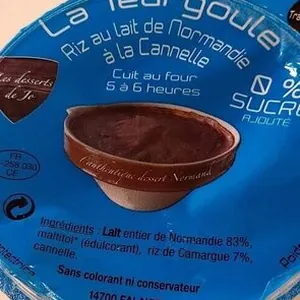 La Teurgoule
Riz au lait de Normandie
à la Cannelle
Cuit au four
5 à 6 heures
0%
SUCRE
AJOUTÉ
Les desserts
de Jo
FR
CE
L'authentique dessert Normand
Ingrédients : Lait entier de Normandie 83%,
maltitol* (édulcorant), riz de Camargue 7%,
cannelle.
Sans colorant ni conservateur
14700